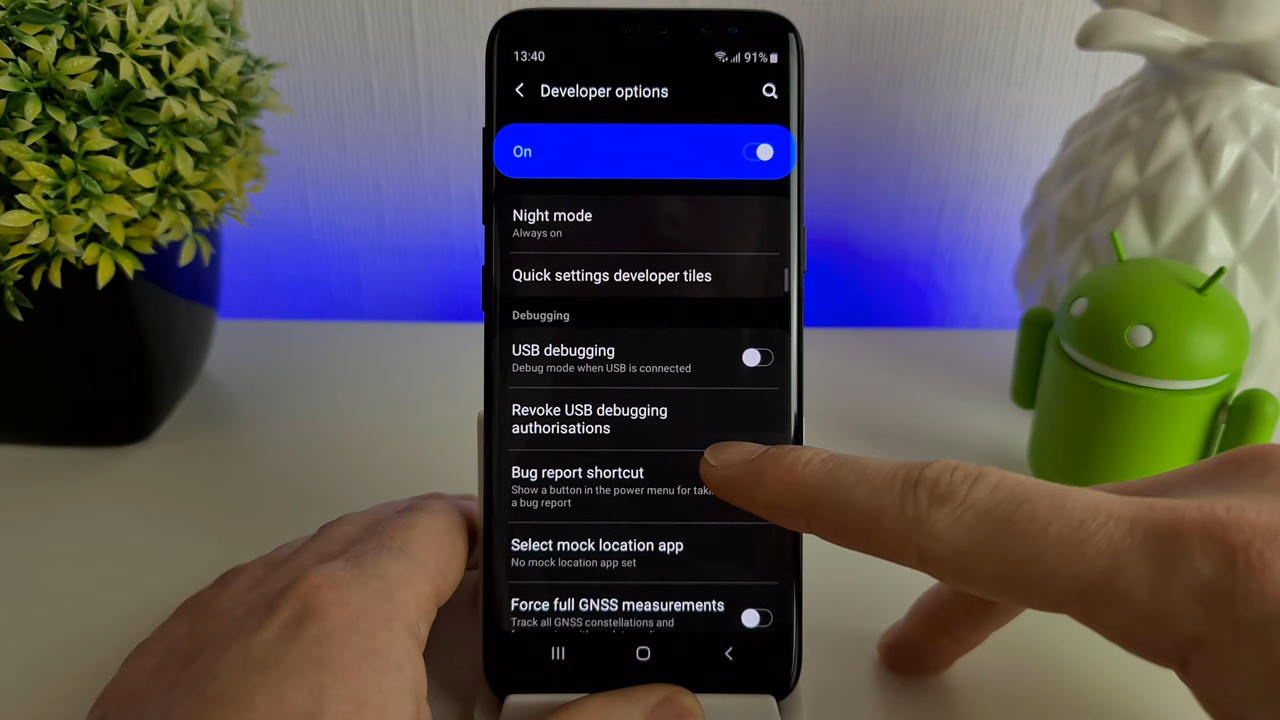 13:40 91%
Developer options
On
Night mode
Always on
Quick settings developer tiles
Debugging
USB debugging
Debug mode when USB is connected
Revoke USB debugging
authorisations
Bug report shortcut
Show a button in the power menu for
a bug report
Select mock location app
No mock location app set
Force full GNSS measurements
Track all GNSS constellations and